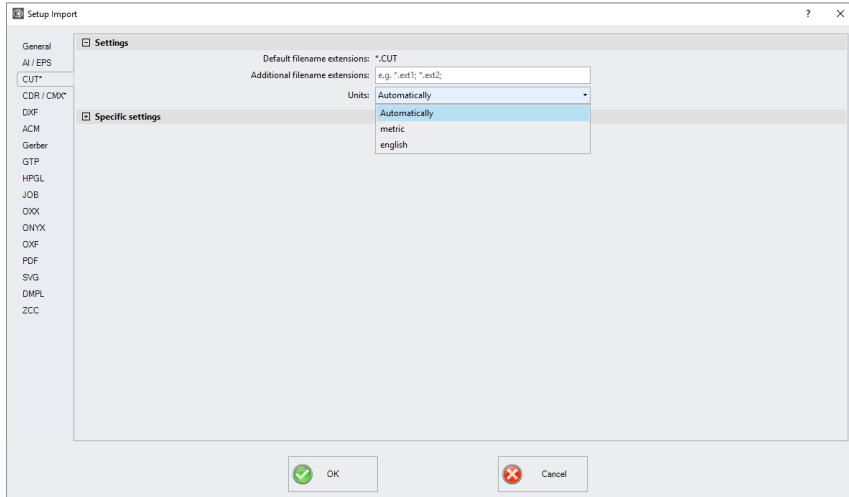 Setup Import
?
General
AI / EPS
CUT*
CDR / CMX*
DXF
ACM
Gerber
GTP
HPGL
JOB
OXX
ONYX
OXF
PDF
SVG
DMPL
ZCC
Settings
Default filename extensions: *.CUT
Additional filename extensions: e.g. *.ext1; *.ext2;
Units: Automatically
Automatically
metric
english
Specific settings
OK
Cancel